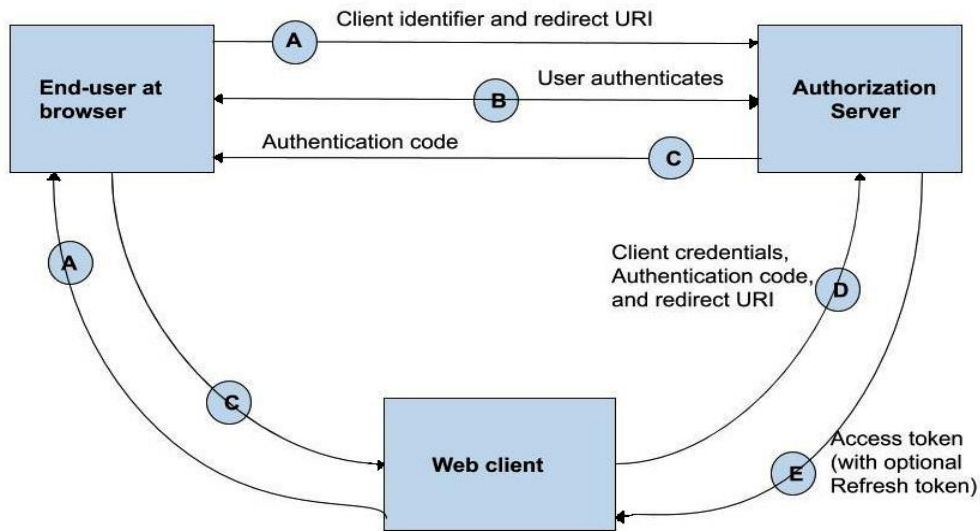 Client identifier and redirect URI
A
End-user at
browser
User authenticates
B
Authorization
Server
Authentication code
C
A
Client credentials,
Authentication code,
and redirect URI
D
C
Web client
Access token
(with optional
Refresh token)
E